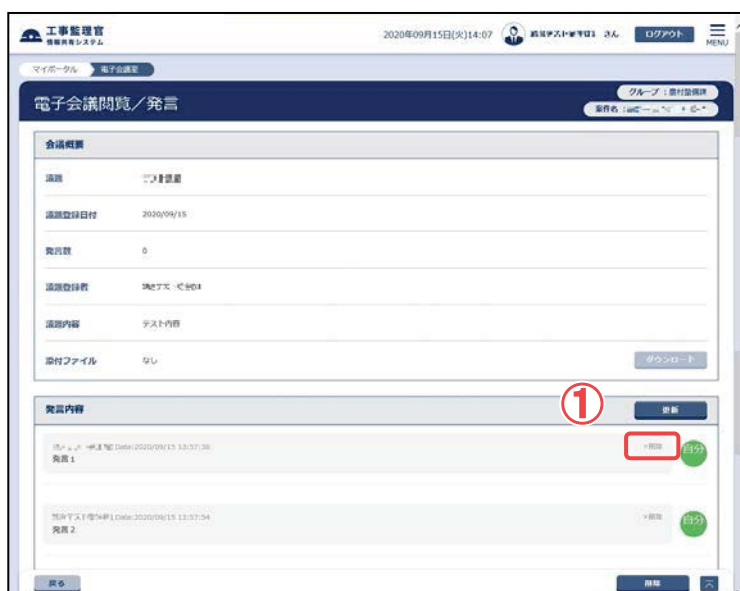 工事監理官
情報共有システム
2020年09月15日(火)14:07
さん
ログアウト
MENU
マイポータル
電子会議室
電子会議閲覧／発言
グループ：農村整備課
案件名：
会議概要
議題
議題登録日付
2020/09/15
発言数
0
議題登録者
議題内容
テスト内容
添付ファイル
なし
ダウンロード
発言内容
①
更新
Date:2020/09/15 13:57:38
×削除
自分
発言1
Date:2020/09/15 13:57:54
×削除
自分
発言2
戻る
削除